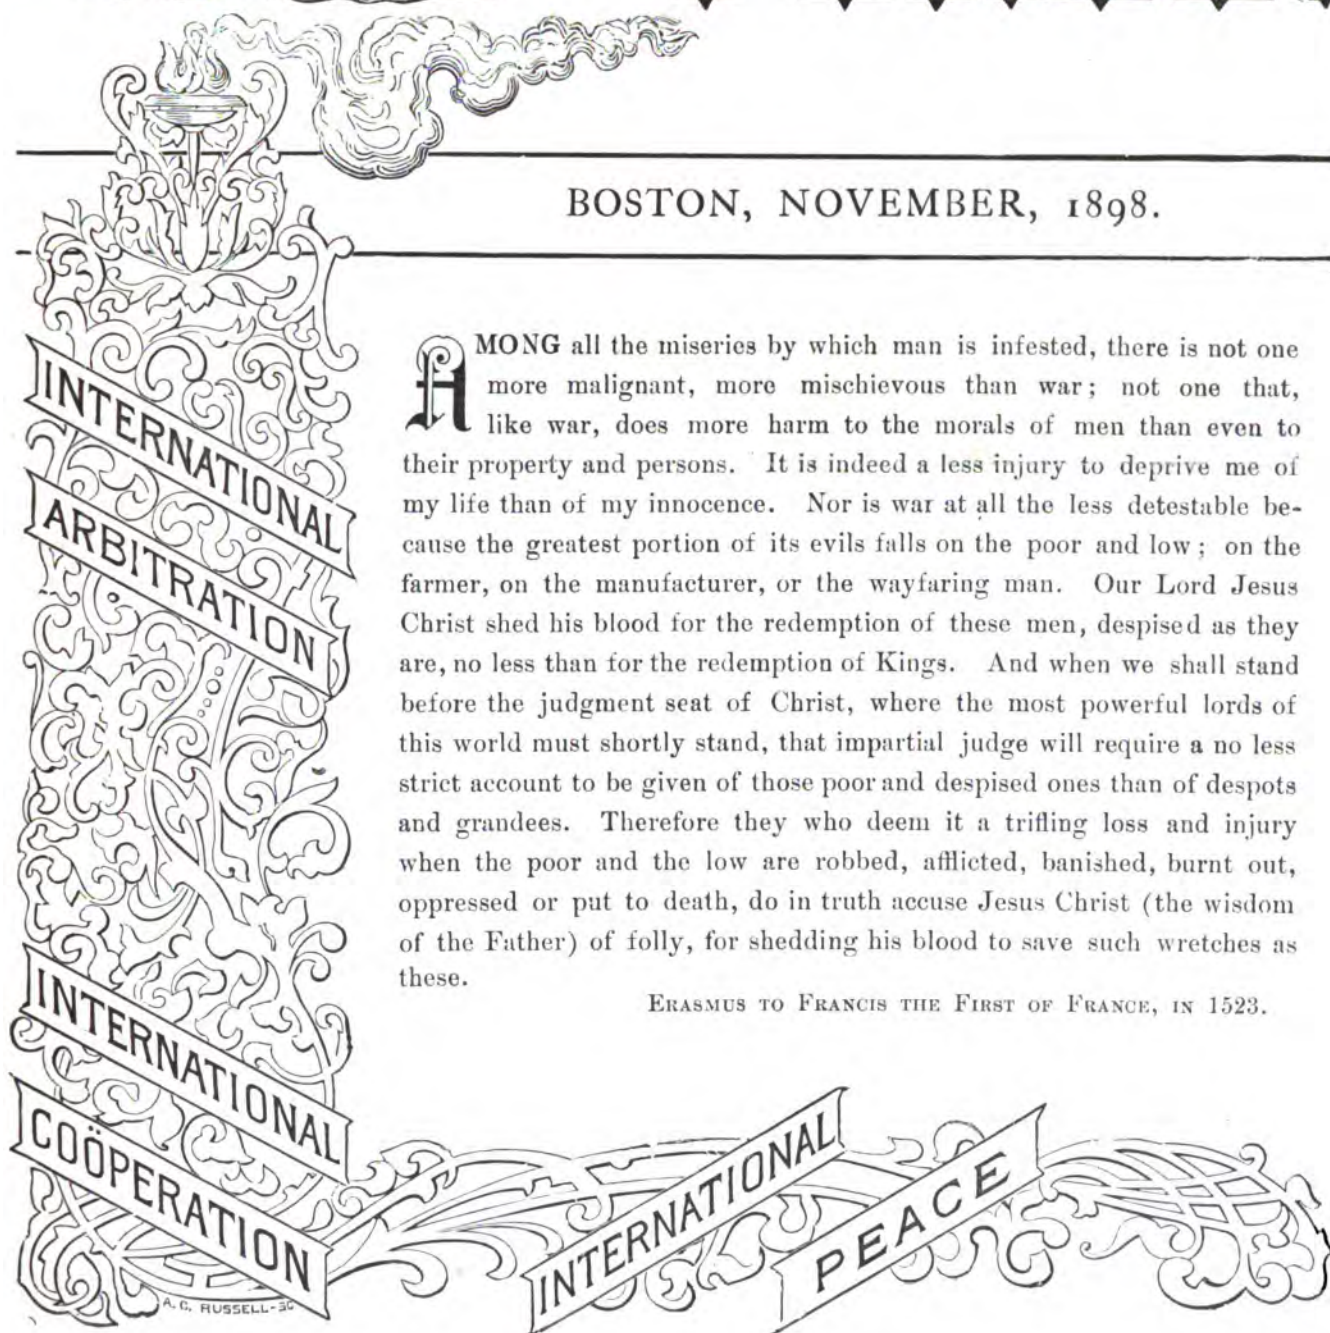 BOSTON, NOVEMBER, 1898.
AMONG all the miseries by which man is infested, there is not one
more malignant, more mischievous than war; not one that,
like war, does more harm to the morals of men than even to
their property and persons. It is indeed a less injury to deprive me of
my life than of my innocence. Nor is war at all the less detestable be-
cause the greatest portion of its evils falls on the poor and low; on the
farmer, on the manufacturer, or the wayfaring man. Our Lord Jesus
Christ shed his blood for the redemption of these men, despised as they
are, no less than for the redemption of Kings. And when we shall stand
before the judgment seat of Christ, where the most powerful lords of
this world must shortly stand, that impartial judge will require a no less
strict account to be given of those poor and despised ones than of despots
and grandees. Therefore they who deem it a trifling loss and injury
when the poor and the low are robbed, afflicted, banished, burnt out,
oppressed or put to death, do in truth accuse Jesus Christ (the wisdom
of the Father) of folly, for shedding his blood to save such wretches as
these.
ERASMUS TO FRANCIS THE FIRST OF FRANCE, IN 1523.
INTERNATIONAL
ARBITRATION
INTERNATIONAL
COÖPERATION
INTERNATIONAL
PEACE
A. C. RUSSELL-SC